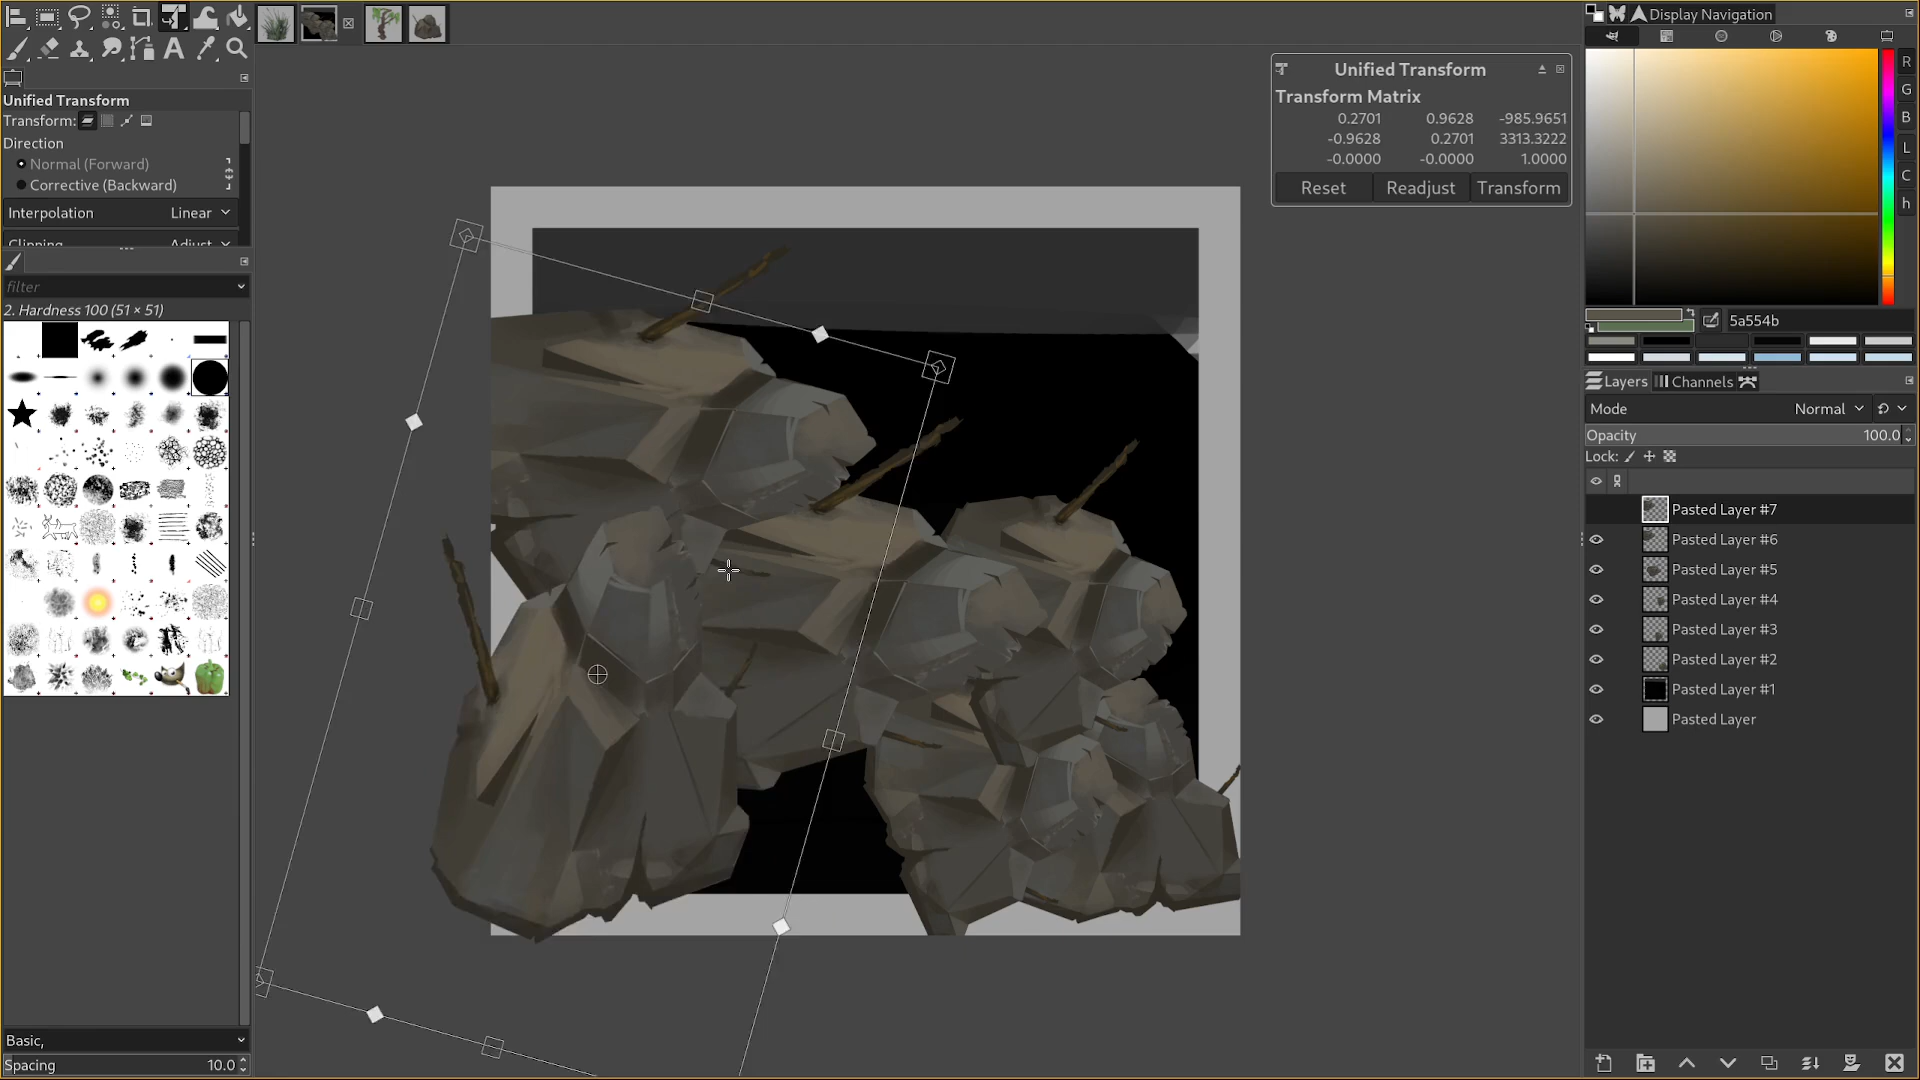 Unified Transform
Transform:
Direction
Normal (Forward)
Corrective (Backward)
Interpolation Linear
Clipping Adjust
filter
2. Hardness 100 (51 × 51)
Basic,
Spacing 10.0
Unified Transform
Transform Matrix
0.2701 0.9628 -985.9651
-0.9628 0.2701 3313.3222
-0.0000 -0.0000 1.0000
Reset Readjust Transform
Display Navigation
R
G
B
L
C
h
5a554b
Layers Channels
Mode Normal
Opacity 100.0
Lock:
Pasted Layer #7
Pasted Layer #6
Pasted Layer #5
Pasted Layer #4
Pasted Layer #3
Pasted Layer #2
Pasted Layer #1
Pasted Layer